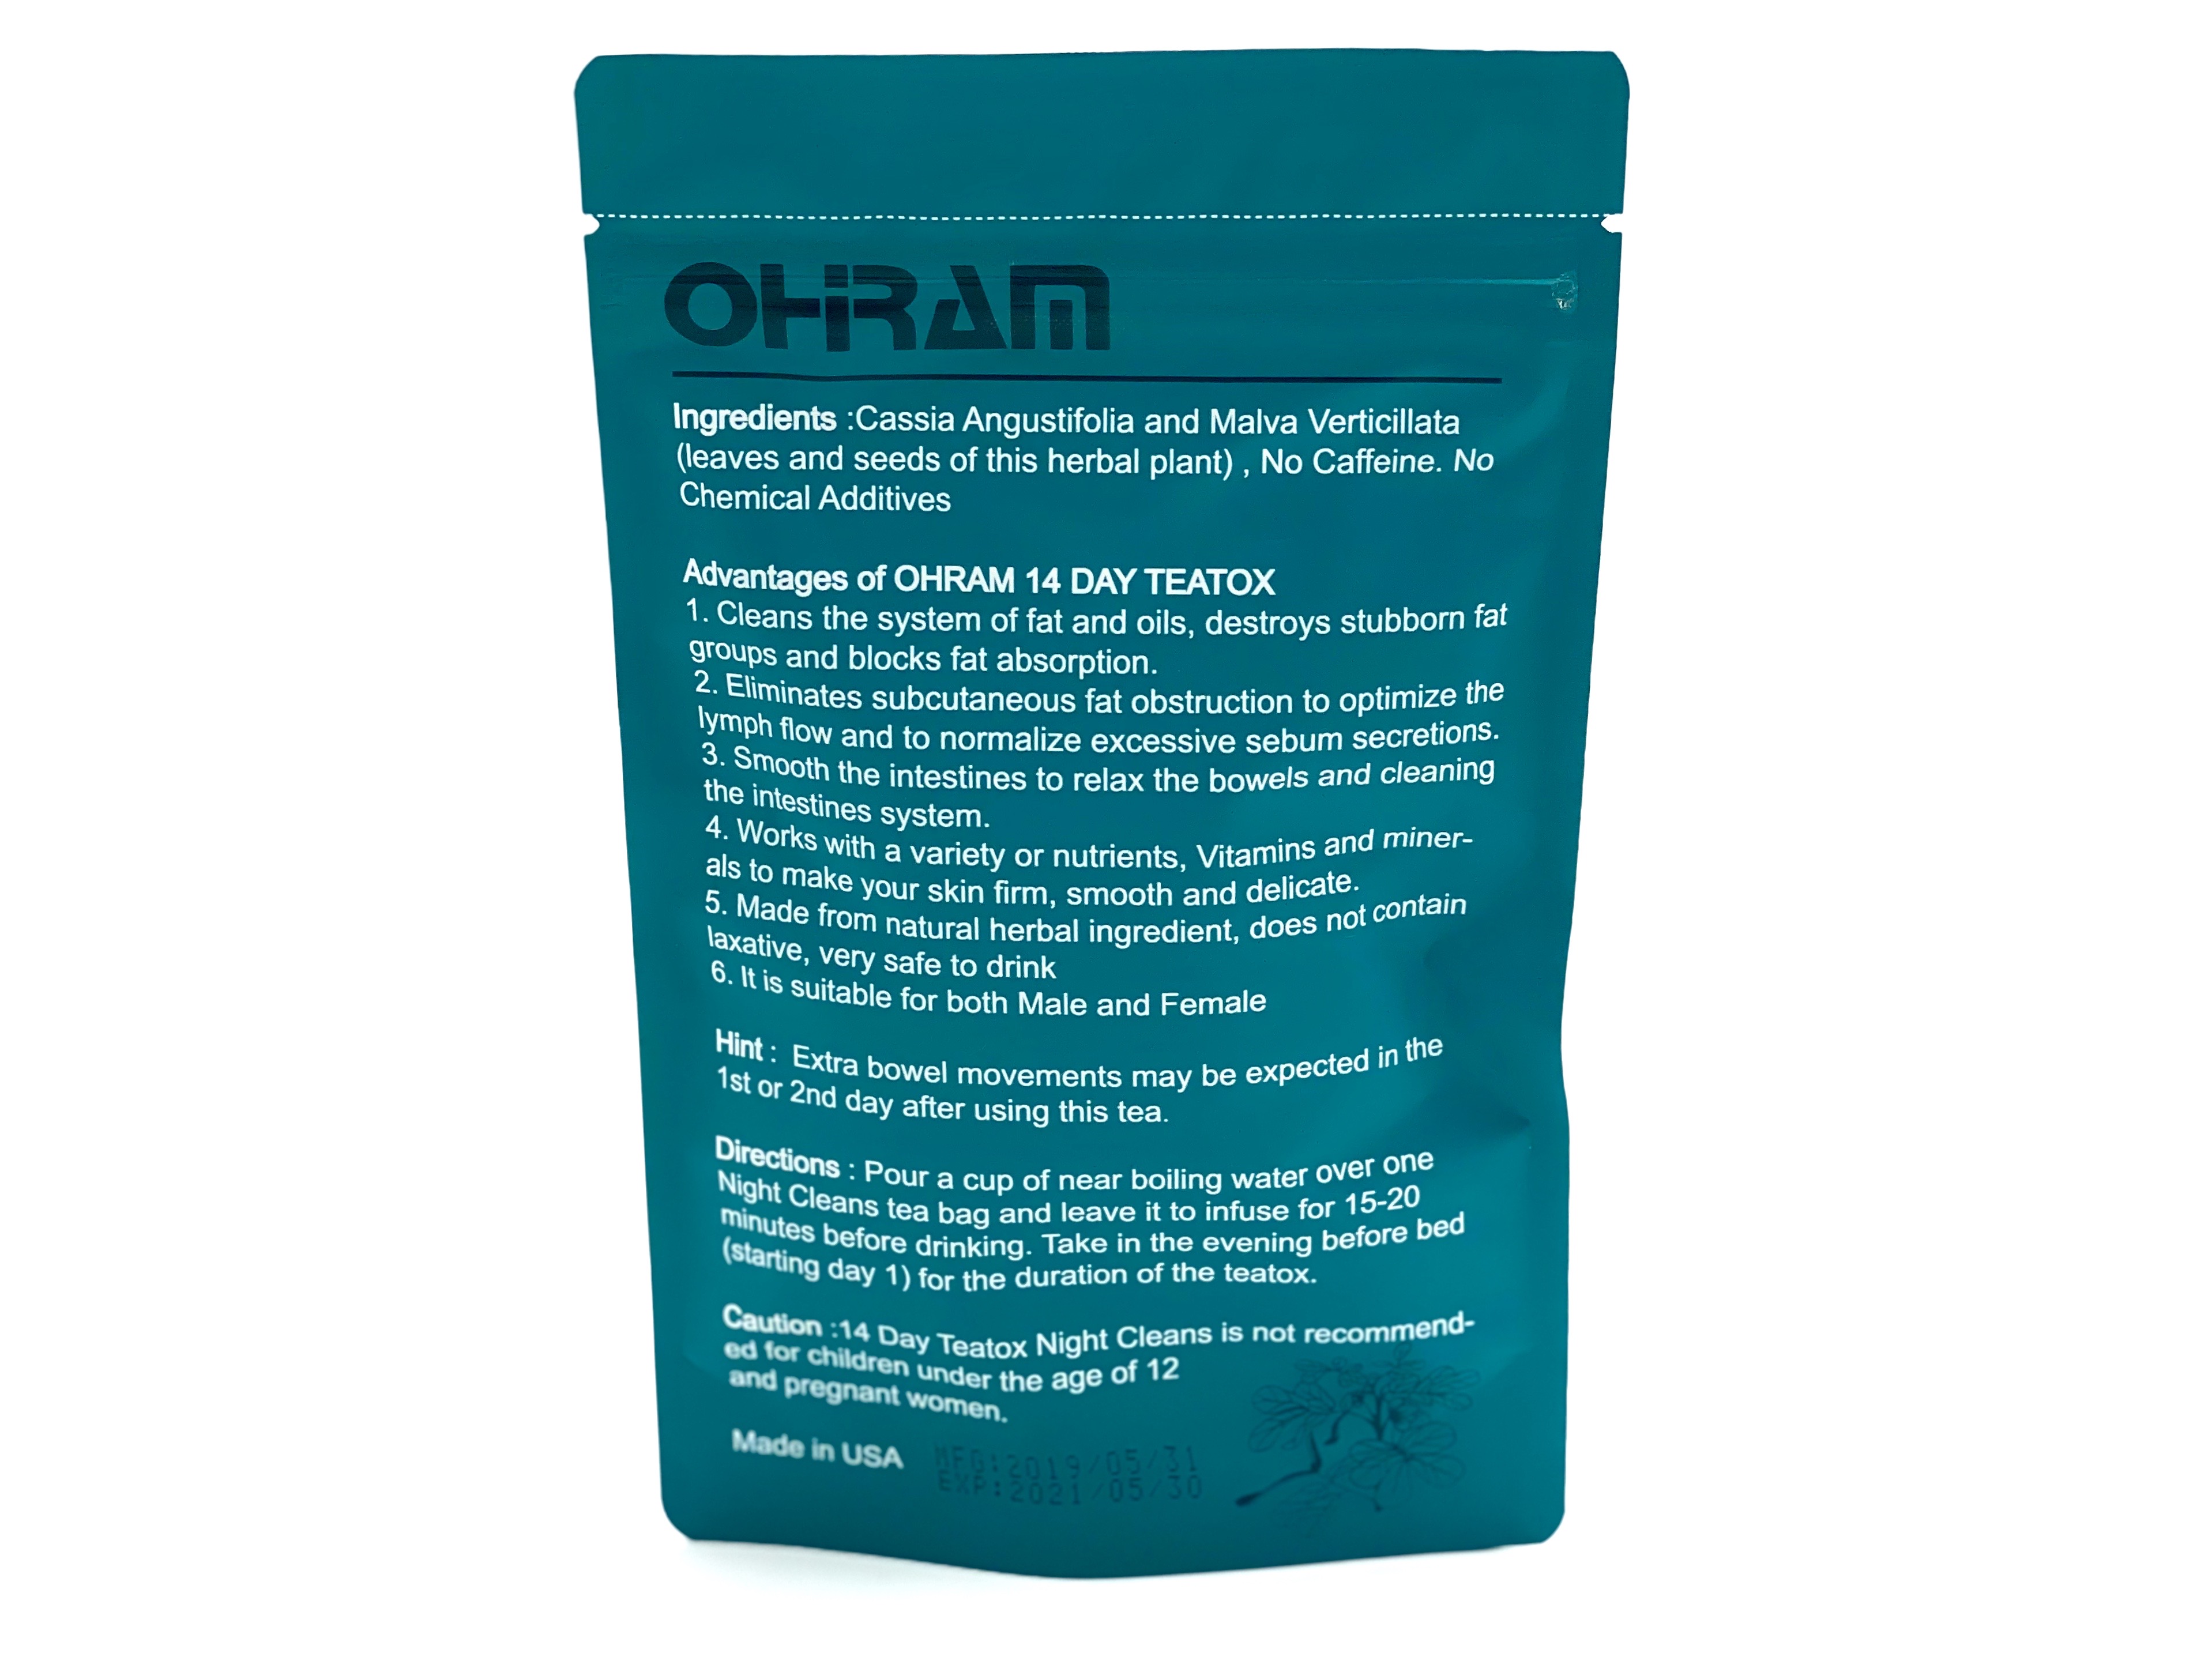 OHRAM
Ingredients :Cassia Angustifolia and Malva Verticillata
(leaves and seeds of this herbal plant) , No Caffeine. No
Chemical Additives
Advantages of OHRAM 14 DAY TEATOX
1. Cleans the system of fat and oils, destroys stubborn fat
groups and blocks fat absorption.
2. Eliminates subcutaneous fat obstruction to optimize the
lymph flow and to normalize excessive sebum secretions.
3. Smooth the intestines to relax the bowels and cleaning
the intestines system.
4. Works with a variety or nutrients, Vitamins and miner-
als to make your skin firm, smooth and delicate.
5. Made from natural herbal ingredient, does not contain
laxative, very safe to drink
6. It is suitable for both Male and Female
Hint : Extra bowel movements may be expected in the
1st or 2nd day after using this tea.
Directions : Pour a cup of near boiling water over one
Night Cleans tea bag and leave it to infuse for 15-20
minutes before drinking. Take in the evening before bed
(starting day 1) for the duration of the teatox.
Caution :14 Day Teatox Night Cleans is not recommend-
ed for children under the age of 12
and pregnant women.
Made in USA
MFG:2019/05/31
EXP:2021/05/30